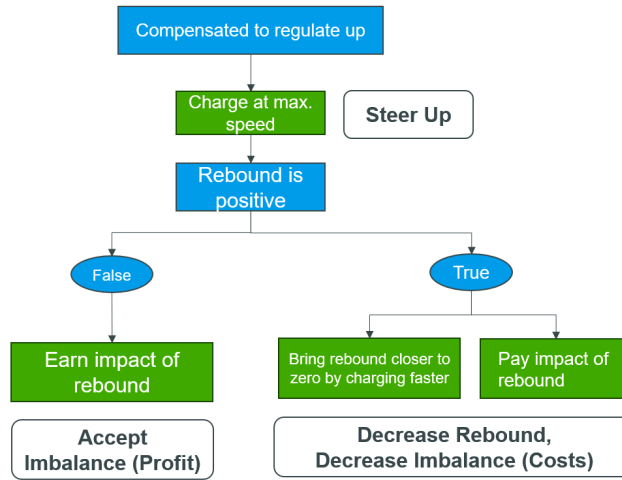 Compensated to regulate up
Charge at max.
speed
Steer Up
Rebound is
positive
False
True
Earn impact of
rebound
Bring rebound closer to
zero by charging faster
Pay impact of
rebound
Accept
Imbalance (Profit)
Decrease Rebound,
Decrease Imbalance (Costs)